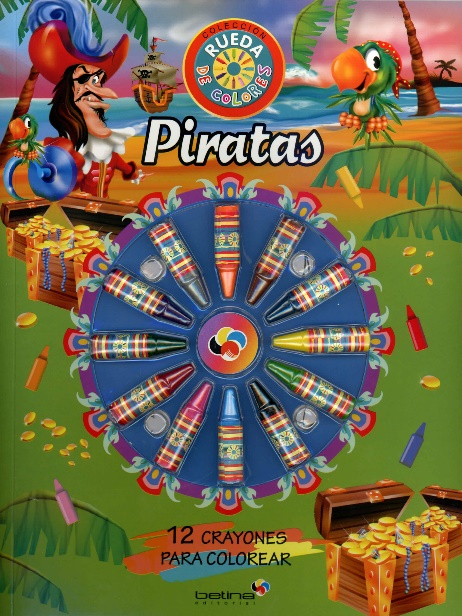 COLECCIÓN
RUEDA
DE COLORES
Piratas
12 CRAYONES
PARA COLOREAR
betina
editorial